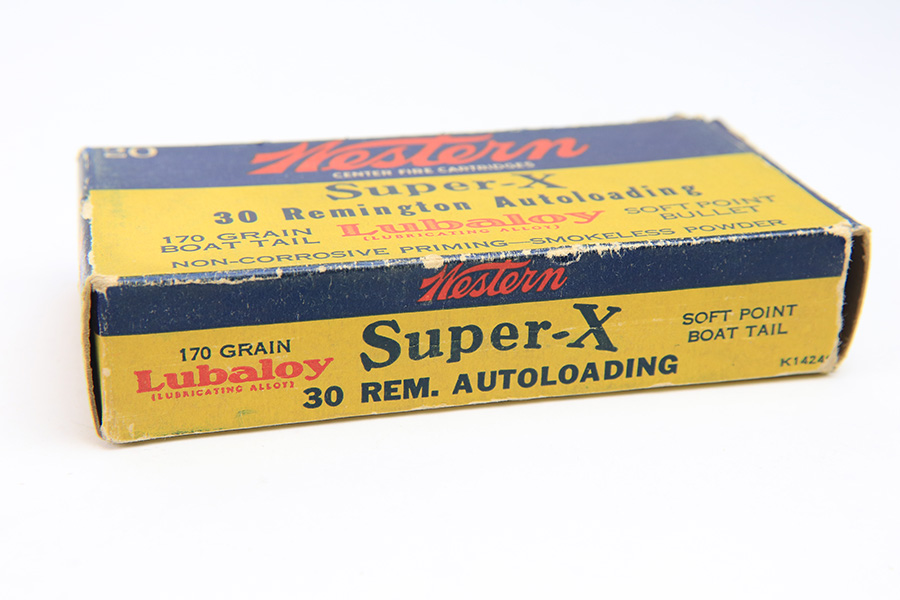 20
Western
CENTER FIRE CARTRIDGES
Super-X
30 Remington Autoloading
170 GRAIN
BOAT TAIL
Lubaloy
(LUBRICATING ALLOY)
SOFT POINT
BULLET
NON-CORROSIVE PRIMING—SMOKELESS POWDER
Western
170 GRAIN
Lubaloy
(LUBRICATING ALLOY)
Super-X
30 REM. AUTOLOADING
SOFT POINT
BOAT TAIL